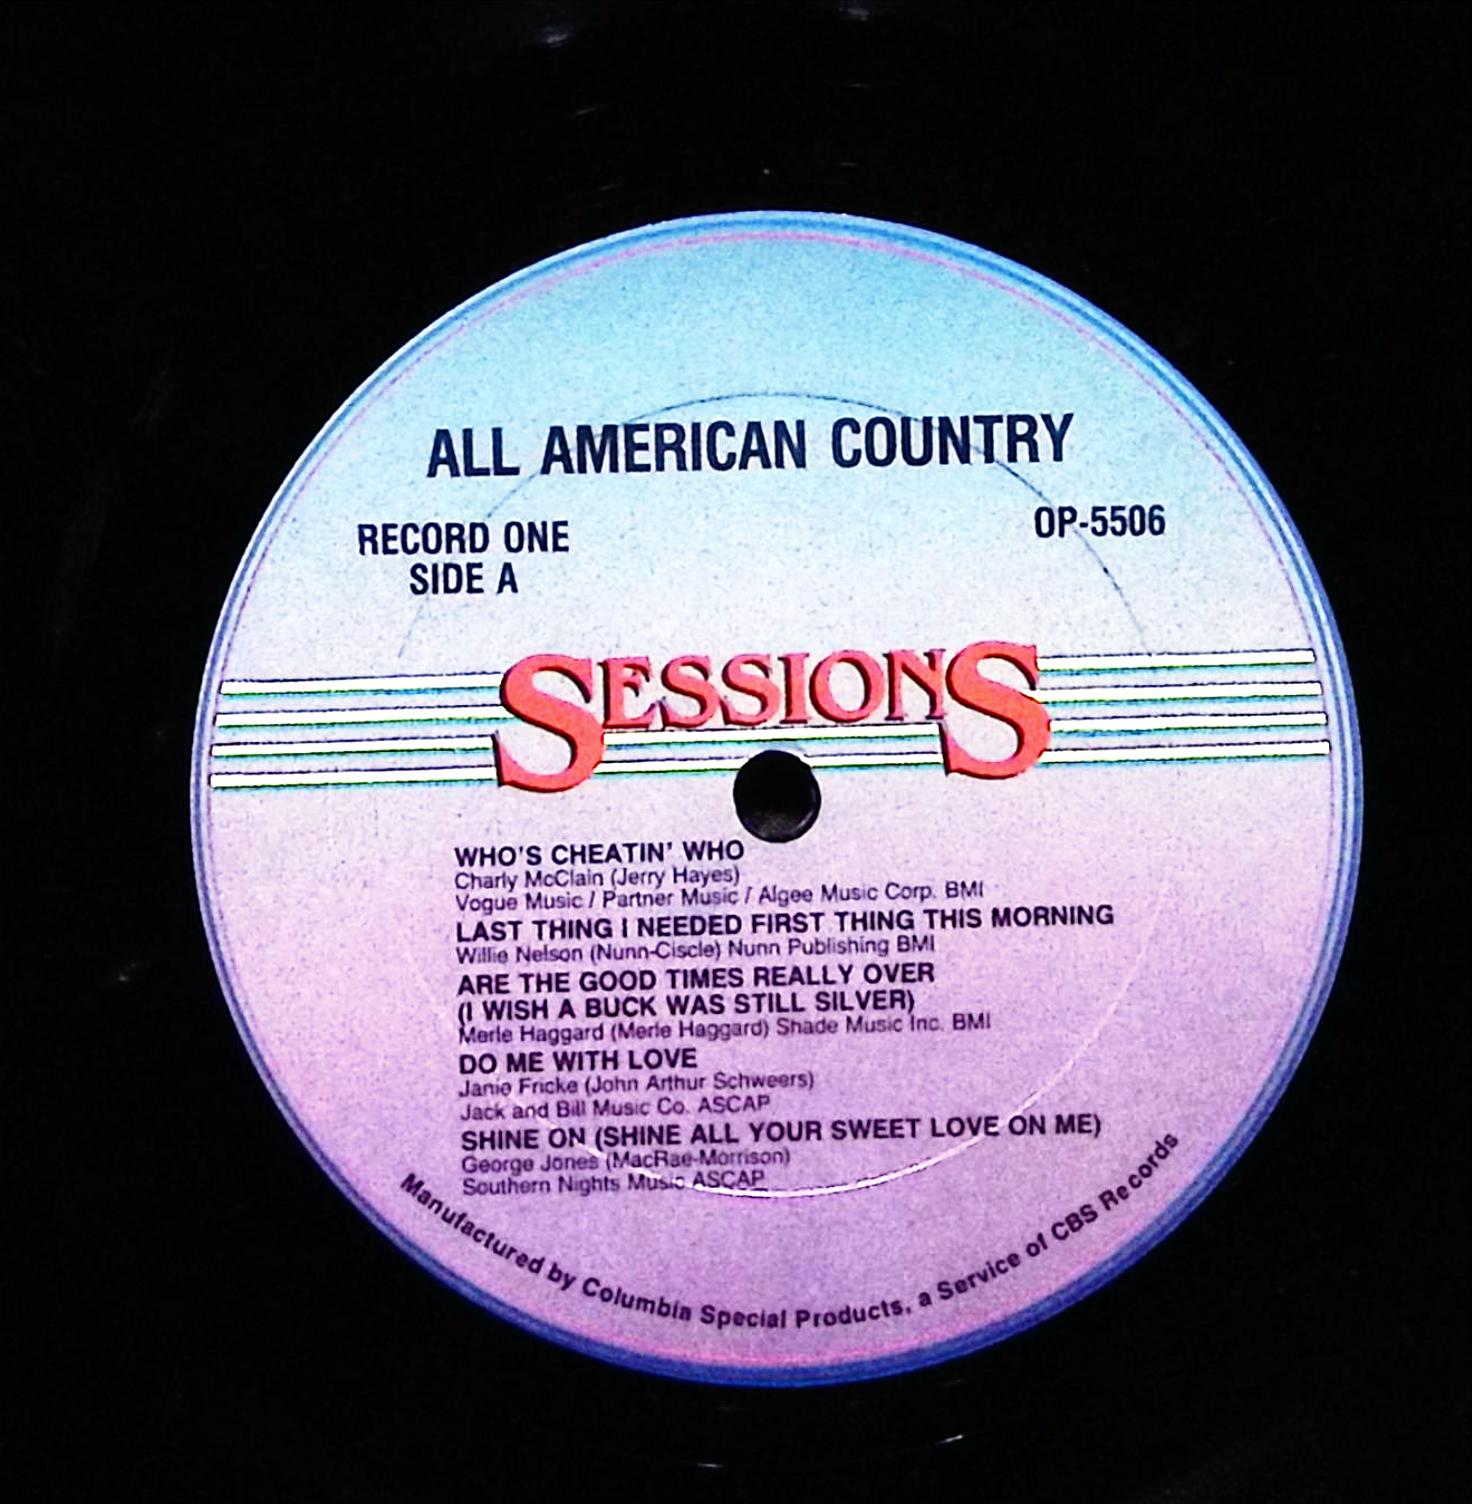 ALL AMERICAN COUNTRY
RECORD ONE
SIDE A
OP-5506
SESSIONS
WHO'S CHEATIN' WHO
Charly McClain (Jerry Hayes)
Vogue Music / Partner Music / Algee Music Corp. BMI
LAST THING I NEEDED FIRST THING THIS MORNING
Willie Nelson (Nunn-Ciscle) Nunn Publishing BMI
ARE THE GOOD TIMES REALLY OVER
(I WISH A BUCK WAS STILL SILVER)
Merle Haggard (Merle Haggard) Shade Music Inc. BMI
DO ME WITH LOVE
Janie Fricke (John Arthur Schweers)
Jack and Bill Music Co. ASCAP
SHINE ON (SHINE ALL YOUR SWEET LOVE ON ME)
George Jones (MacRae-Morrison)
Southern Nights Music ASCAP
Manufactured by Columbia Special Products, a Service of CBS Records